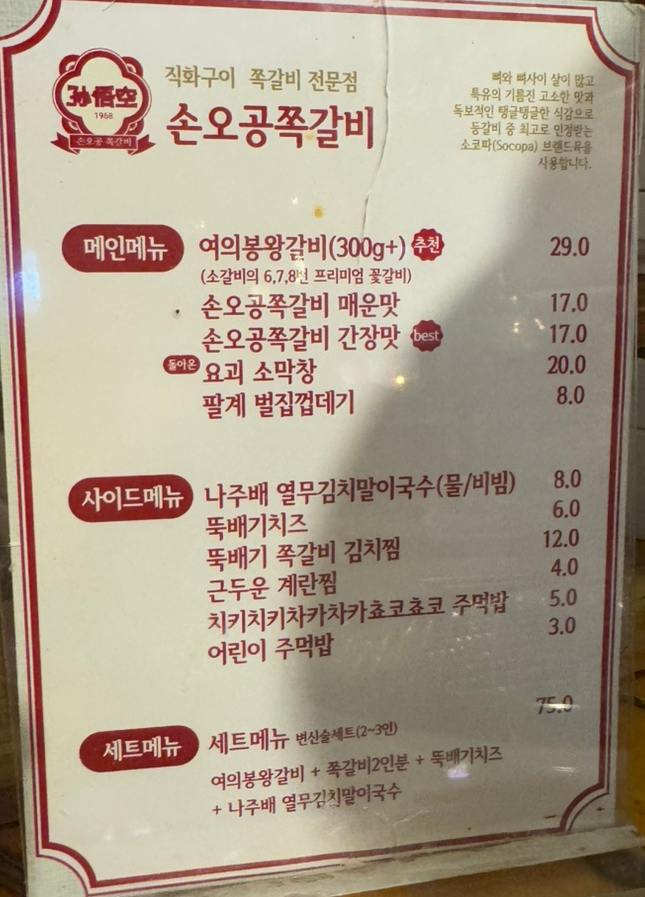 孙悟空
1968
손오공 쪽갈비
직화구이 쪽갈비 전문점
손오공쪽갈비
뼈와 뼈사이 살이 많고
특유의 기름진 고소한 맛과
독보적인 탱글탱글한 식감으로
등갈비 중 최고로 인정받는
소코파(Socopa) 브랜드육을
사용합니다.
메인메뉴
여의봉왕갈비(300g+) 추천 29.0
(소갈비의 6,7,8번 프리미엄 꽃갈비)
손오공쪽갈비 매운맛 17.0
손오공쪽갈비 간장맛 best 17.0
돌아온 요괴 소막창 20.0
팔계 벌집껍데기 8.0
사이드메뉴
나주배 열무김치말이국수(물/비빔) 8.0
뚝배기치즈 6.0
뚝배기 쪽갈비 김치찜 12.0
근두운 계란찜 4.0
치키치키차카차카쵸코쵸코 주먹밥 5.0
어린이 주먹밥 3.0
세트메뉴
세트메뉴 변신술세트(2~3인) 75.0
여의봉왕갈비 + 쪽갈비2인분 + 뚝배기치즈
+ 나주배 열무김치말이국수